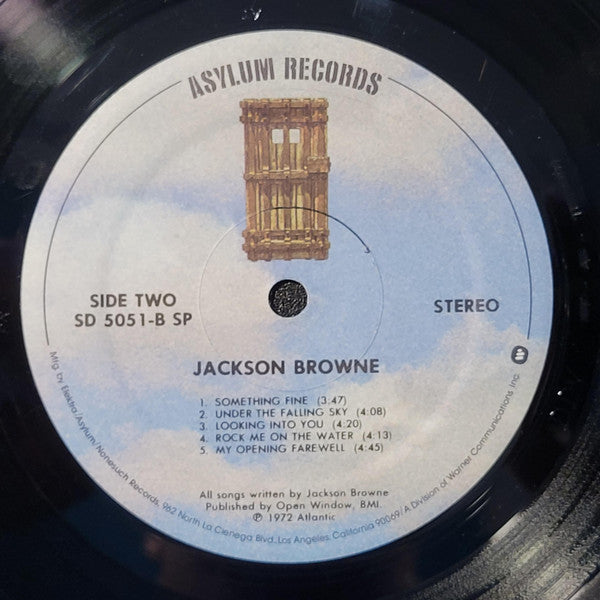 ASYLUM RECORDS
SIDE TWO
SD 5051-B SP
STEREO
JACKSON BROWNE
1. SOMETHING FINE (3.47)
2. UNDER THE FALLING SKY (4:08)
3. LOOKING INTO YOU (4:20)
4. ROCK ME ON THE WATER (4:13)
5. MY OPENING FAREWELL (4:45)
All songs written by Jackson Browne
Published by Open Window, BMI.
℗ 1972 Atlantic
Mfg. by Elektra/Asylum/Nonesuch Records, 962 North La Cienega Blvd., Los Angeles, California 90069/A Division of Warner Communications Inc.